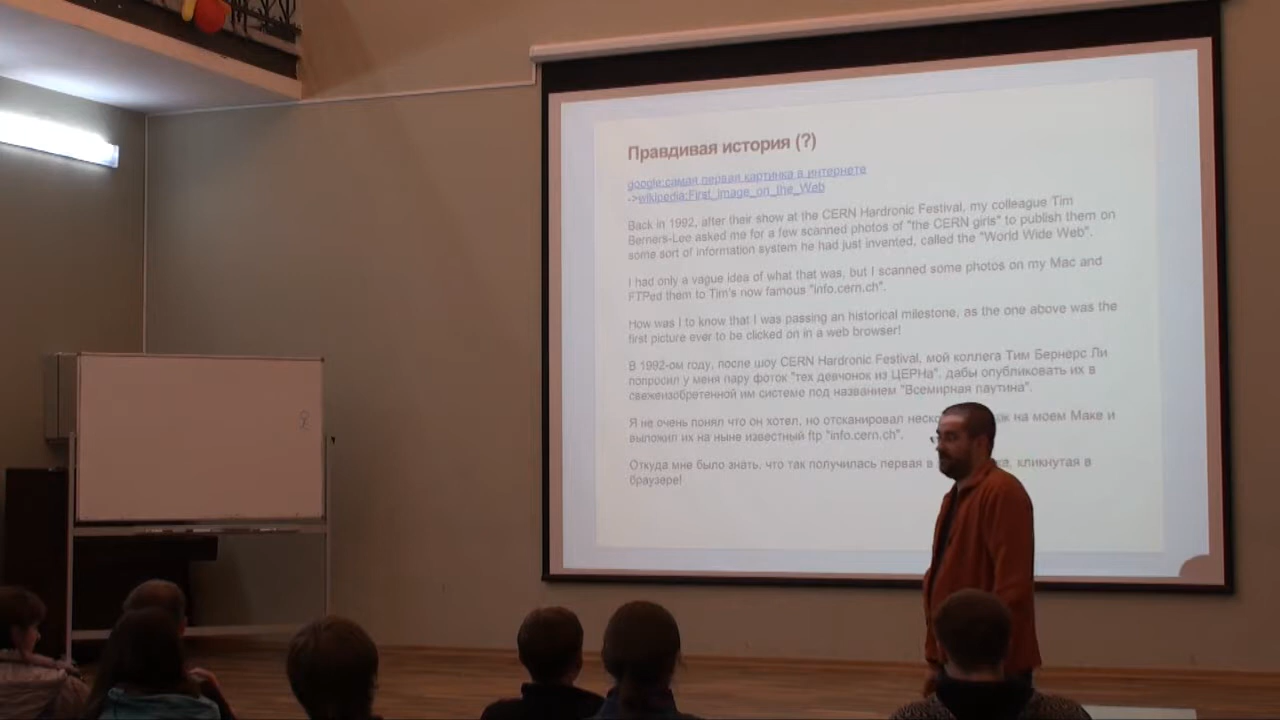 Правдивая история (?)
google:самая первая картинка в интернете
->wikipedia:First_image_on_the_Web
Back in 1992, after their show at the CERN Hardronic Festival, my colleague Tim
Berners-Lee asked me for a few scanned photos of "the CERN girls" to publish them on
some sort of information system he had just invented, called the "World Wide Web".
I had only a vague idea of what that was, but I scanned some photos on my Mac and
FTPed them to Tim's now famous "info.cern.ch".
How was I to know that I was passing an historical milestone, as the one above was the
first picture ever to be clicked on in a web browser!
В 1992-ом году, после шоу CERN Hardronic Festival, мой коллега Тим Бернерс Ли
попросил у меня пару фоток "тех девчонок из ЦЕРНа", дабы опубликовать их в
свежеизобретенной им системе под названием "Всемирная паутина".
Я не очень понял что он хотел, но отсканировал на моем Маке и
выложил их на ныне известный ftp "info.cern.ch".
Откуда мне было знать, что так получилась первая в кликнутая в
браузере!